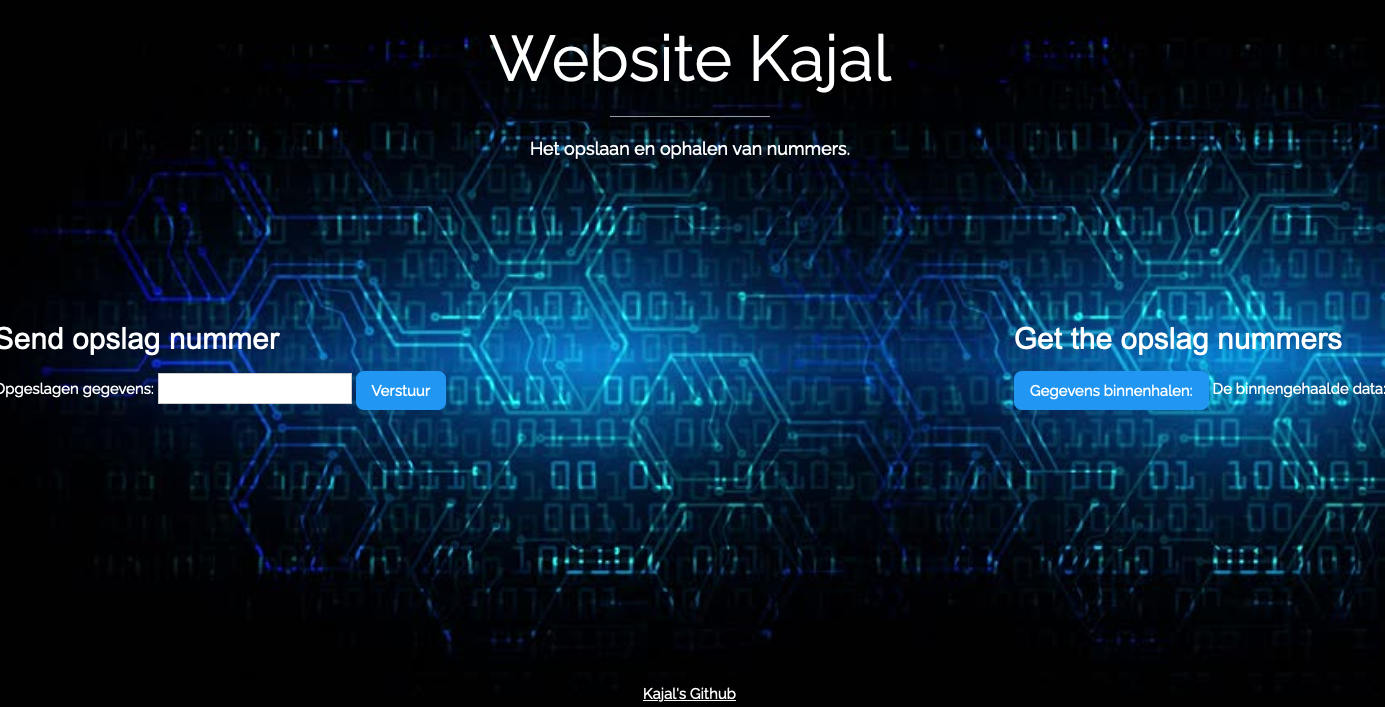 Website Kajal
Het opslaan en ophalen van nummers.
Send opslag nummer
Opgeslagen gegevens:
Verstuur
Get the opslag nummers
Gegevens binnenhalen:
De binnengehaalde data:
Kajal's Github